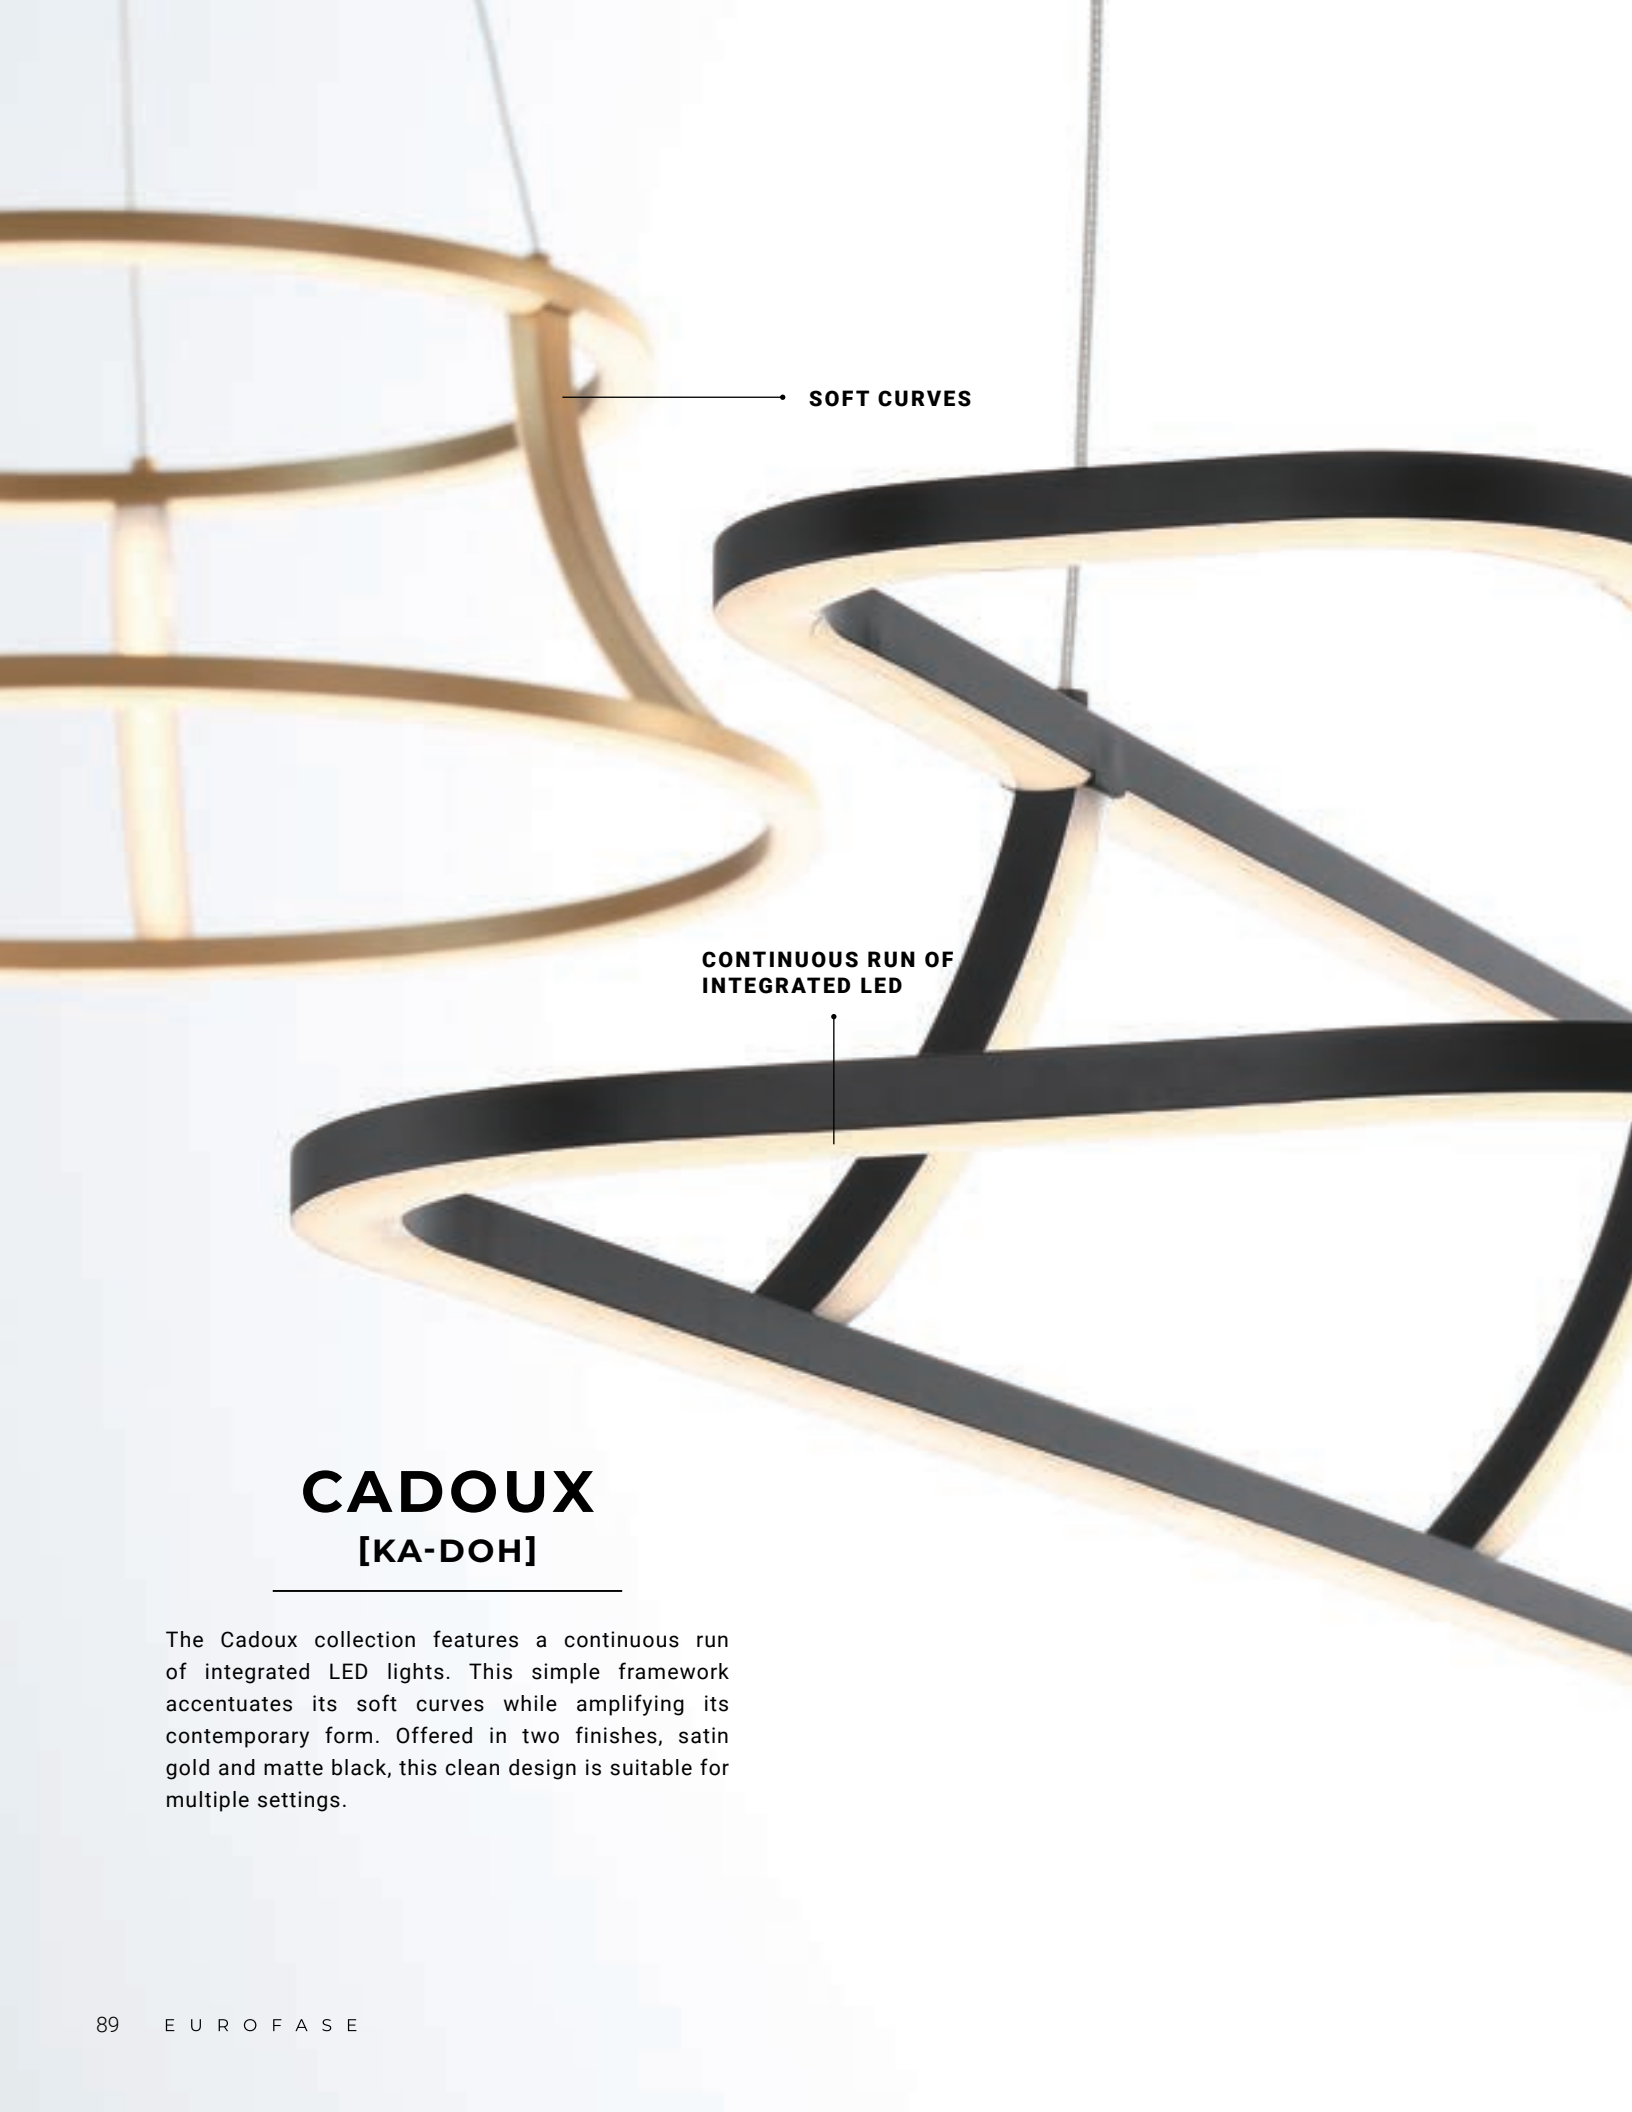 SOFT CURVES
CONTINUOUS RUN OF
INTEGRATED LED
CADOUX
[KA-DOH]
The Cadoux collection features a continuous run
of integrated LED lights. This simple framework
accentuates its soft curves while amplifying its
contemporary form. Offered in two finishes, satin
gold and matte black, this clean design is suitable for
multiple settings.
89 EUROFASE